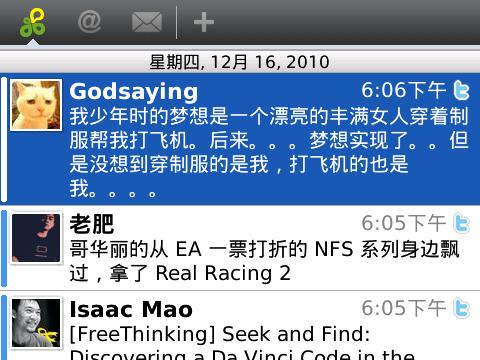 星期四, 12月 16, 2010
Godsaying 6:06下午
我少年时的梦想是一个漂亮的丰满女人穿着制
服帮我打飞机。后来。。。梦想实现了。。但
是没想到穿制服的是我，打飞机的也是
我。。。。
老肥 6:05下午
哥华丽的从 EA 一票打折的 NFS 系列身边飘
过，拿了 Real Racing 2
Isaac Mao 6:05下午
[FreeThinking] Seek and Find:
Discovering a Da Vinci Code in the